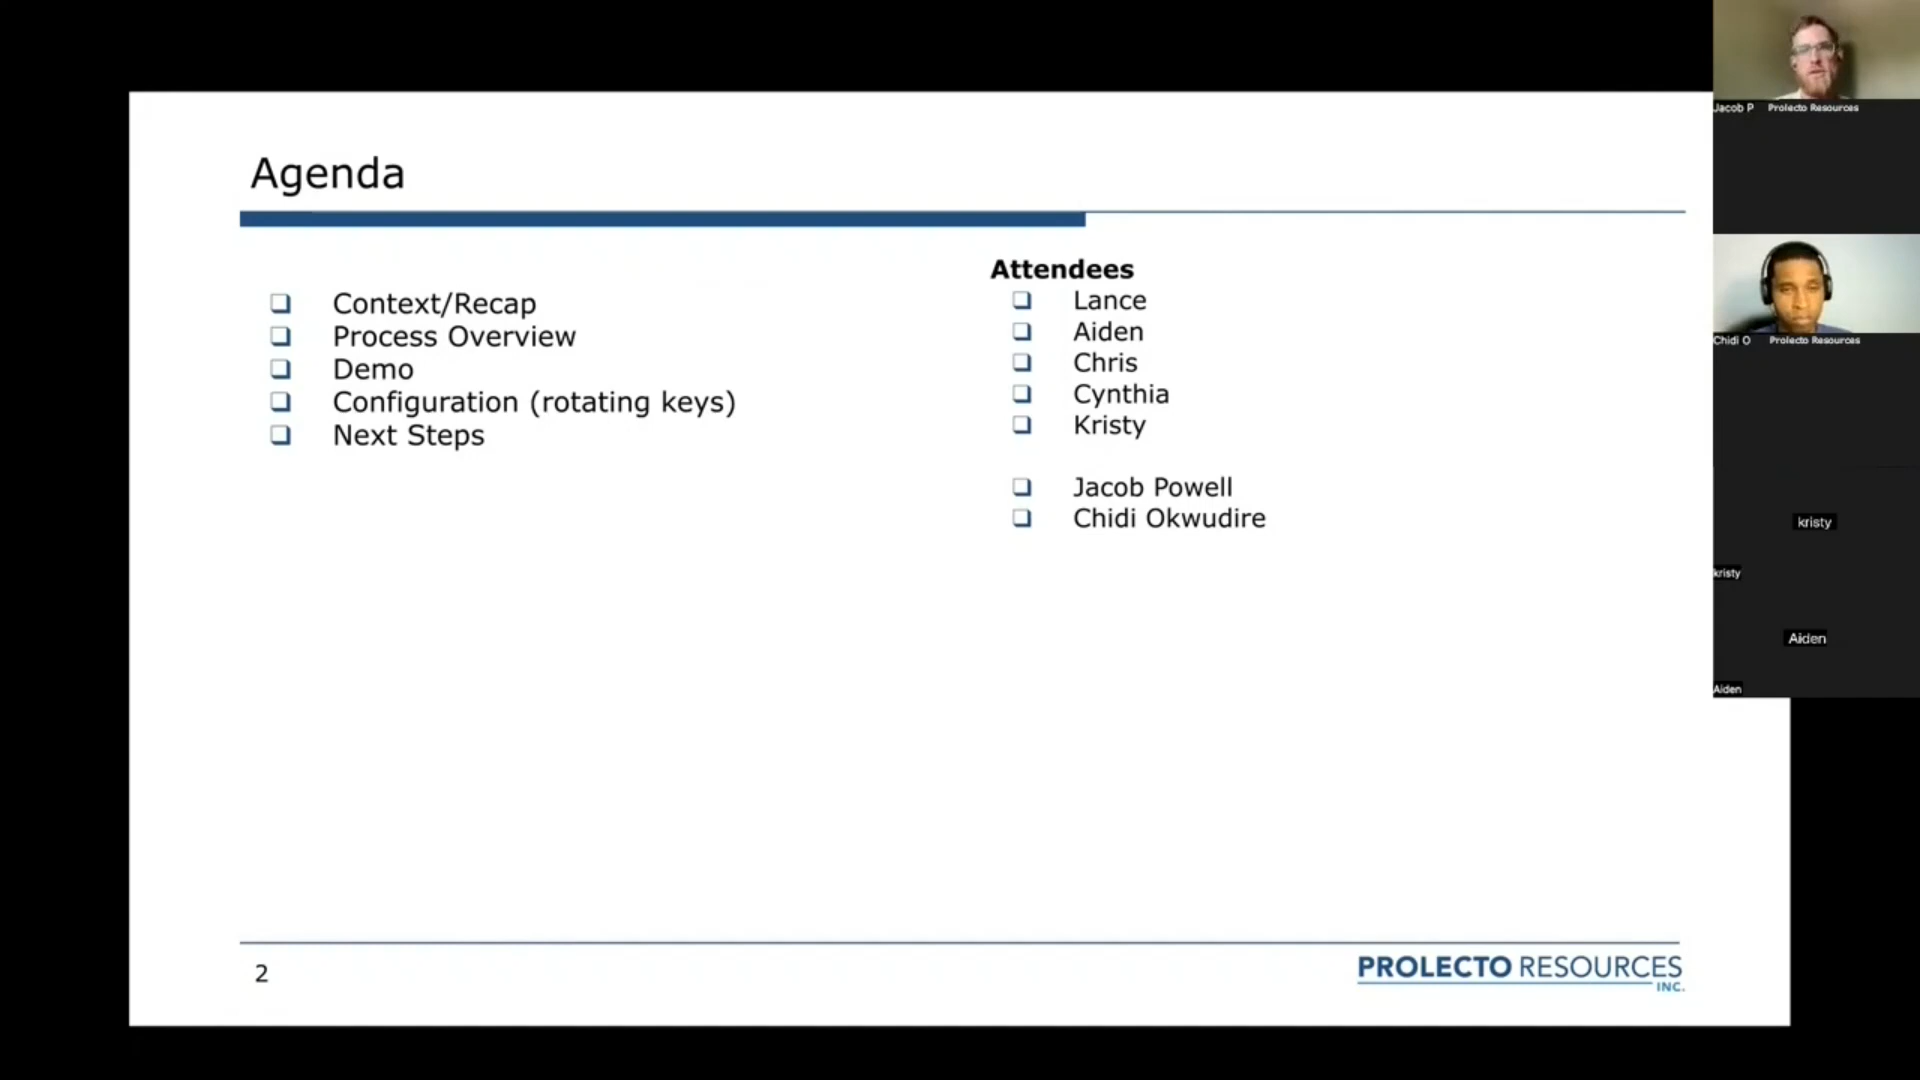 Agenda
Context/Recap
Process Overview
Demo
Configuration (rotating keys)
Next Steps
Attendees
Lance
Aiden
Chris
Cynthia
Kristy
Jacob Powell
Chidi Okwudire
2
PROLECTO RESOURCES
INC.
Jacob P Prolecto Resources
Chidi O Prolecto Resources
kristy
kristy
Aiden
Aiden